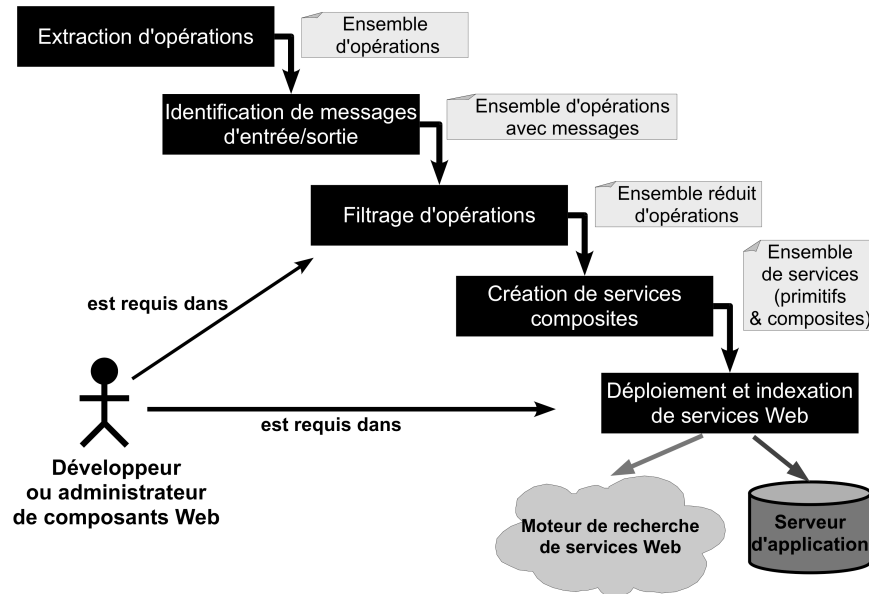 Extraction d'opérations
Ensemble
d'opérations
Identification de messages
d'entrée/sortie
Ensemble d'opérations
avec messages
Filtrage d'opérations
Ensemble réduit
d'opérations
Création de services
composites
Ensemble
de services
(primitifs
& composites)
est requis dans
Déploiement et indexation
de services Web
est requis dans
Développeur
ou administrateur
de composants Web
Moteur de recherche
de services Web
Serveur
d'application